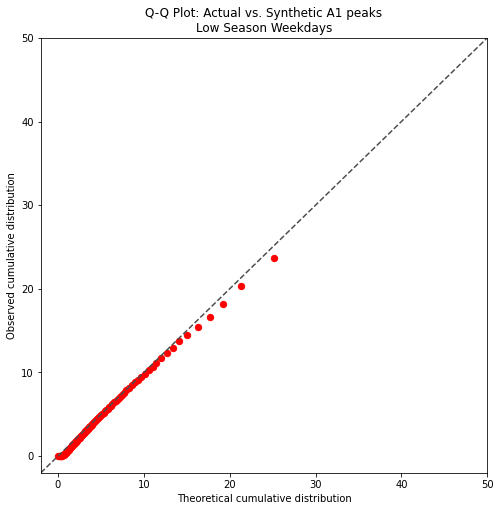 Q-Q Plot: Actual vs. Synthetic A1 peaks
Low Season Weekdays
50
40
30
20
10
0
Observed cumulative distribution
0 10 20 30 40 50
Theoretical cumulative distribution